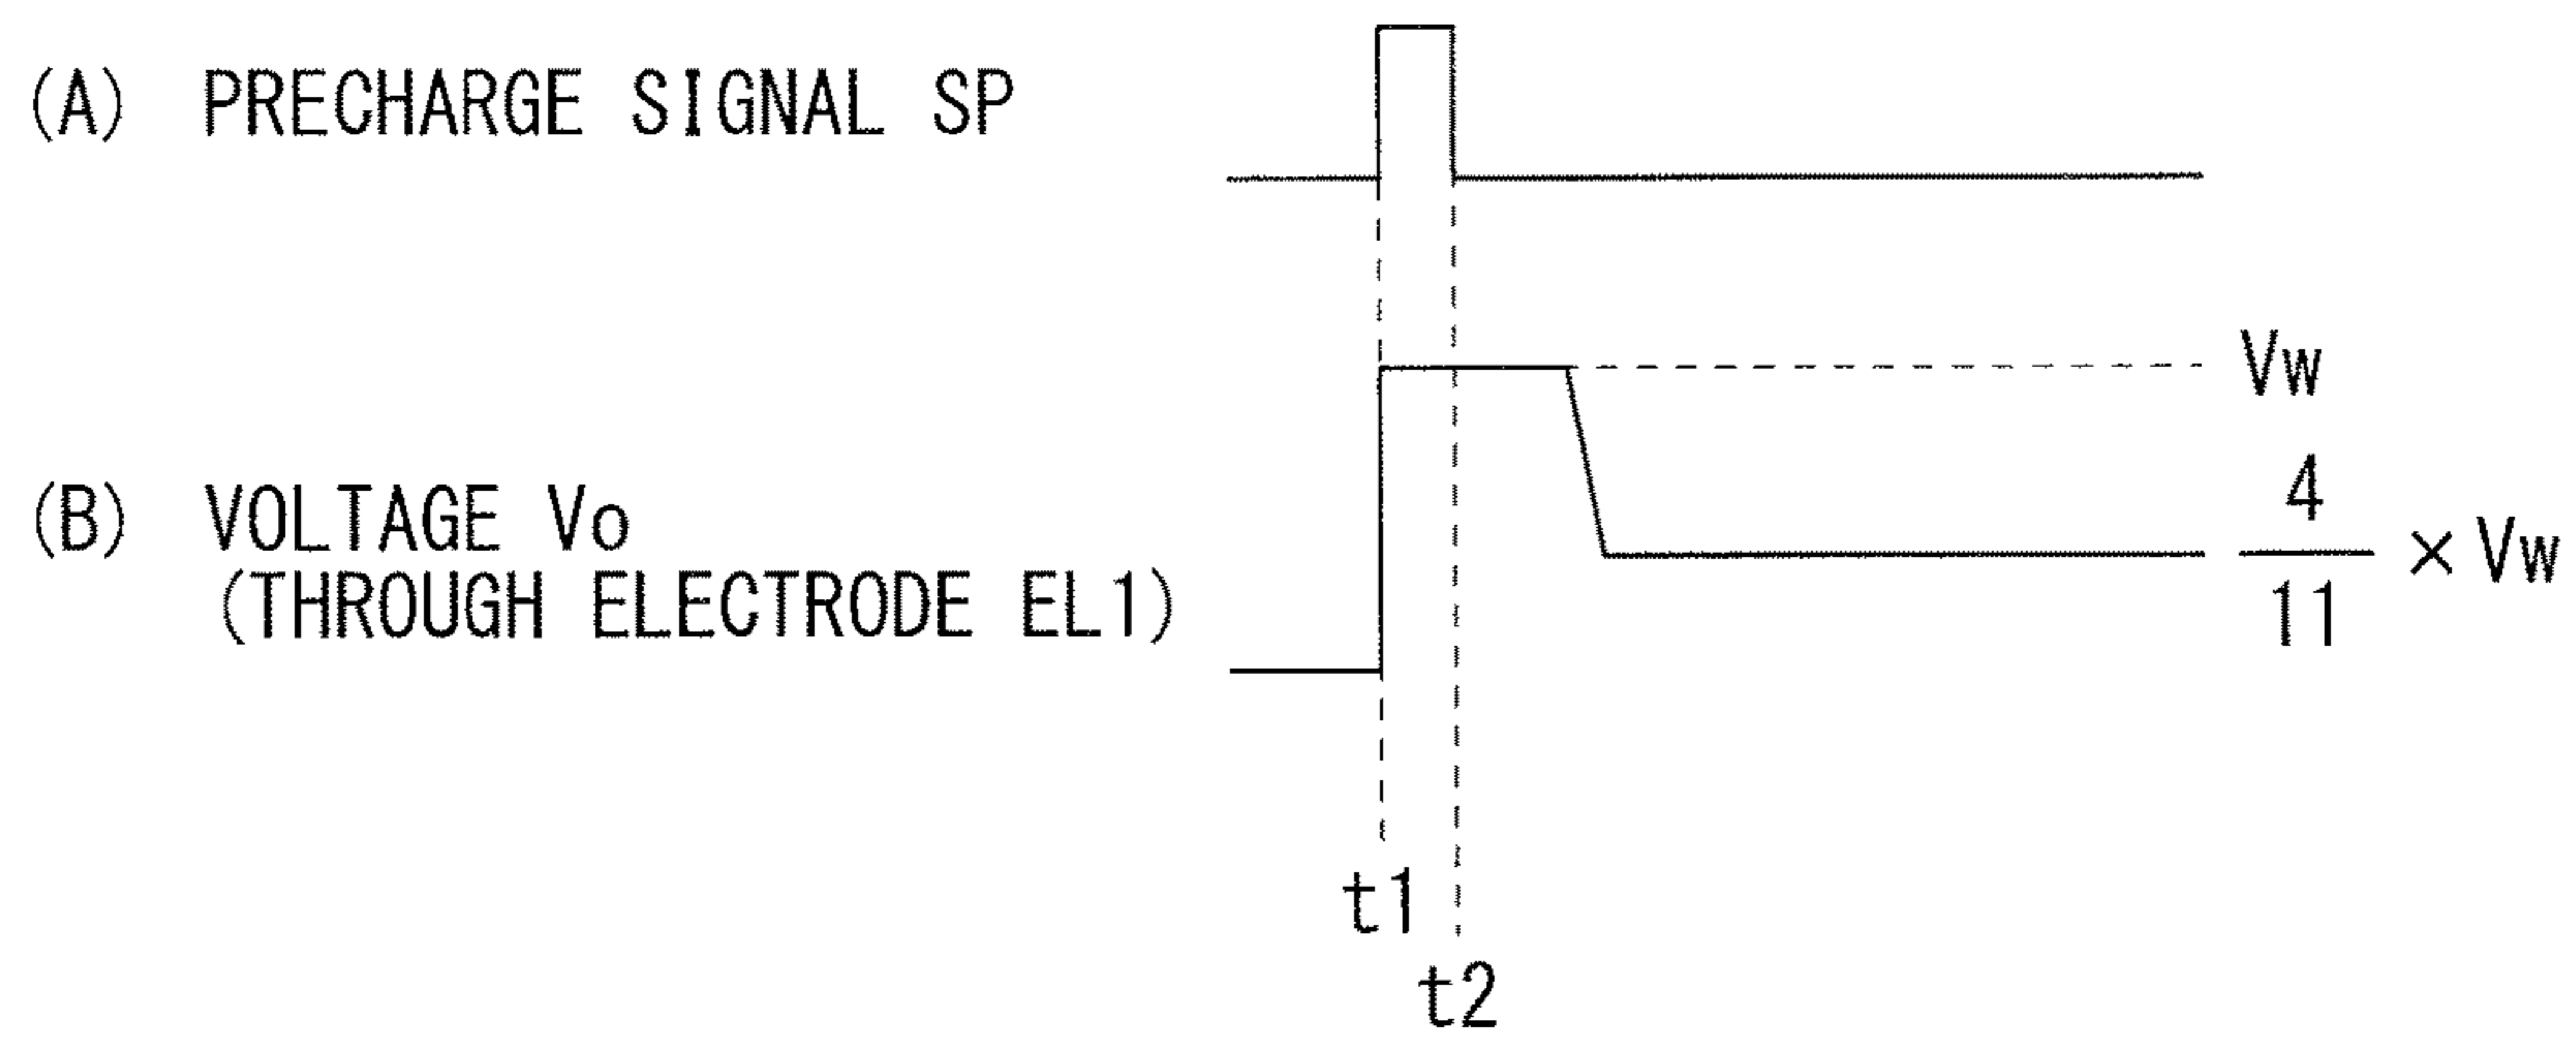 (A) PRECHARGE SIGNAL SP
Vw
(B) VOLTAGE Vo
(THROUGH ELECTRODE EL1)
4
11
× Vw
t1
t2